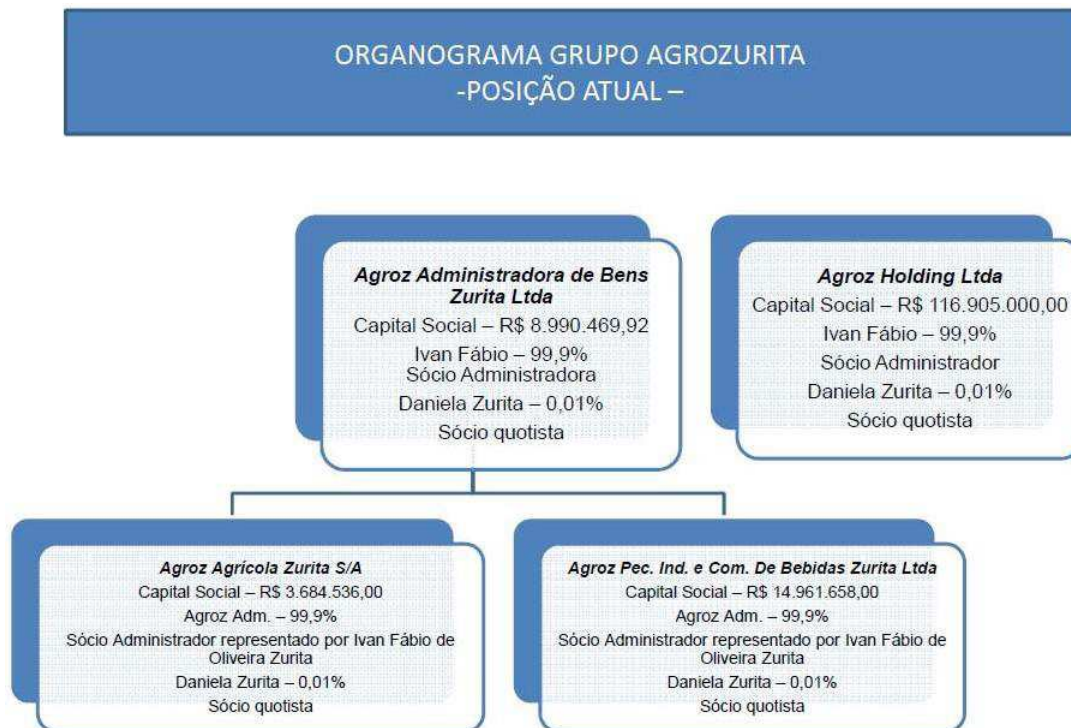 ORGANOGRAMA GRUPO AGROZURITA
-POSIÇÃO ATUAL –
Agroz Administradora de Bens
Zurita Ltda
Capital Social – R$ 8.990.469,92
Ivan Fábio – 99,9%
Sócio Administradora
Daniela Zurita – 0,01%
Sócio quotista
Agroz Holding Ltda
Capital Social – R$ 116.905.000,00
Ivan Fábio – 99,9%
Sócio Administrador
Daniela Zurita – 0,01%
Sócio quotista
Agroz Agrícola Zurita S/A
Capital Social – R$ 3.684.536,00
Agroz Adm. – 99,9%
Sócio Administrador representado por Ivan Fábio de
Oliveira Zurita
Daniela Zurita – 0,01%
Sócio quotista
Agroz Pec. Ind. e Com. De Bebidas Zurita Ltda
Capital Social – R$ 14.961.658,00
Agroz Adm. – 99,9%
Sócio Administrador representado por Ivan Fábio de
Oliveira Zurita
Daniela Zurita – 0,01%
Sócio quotista